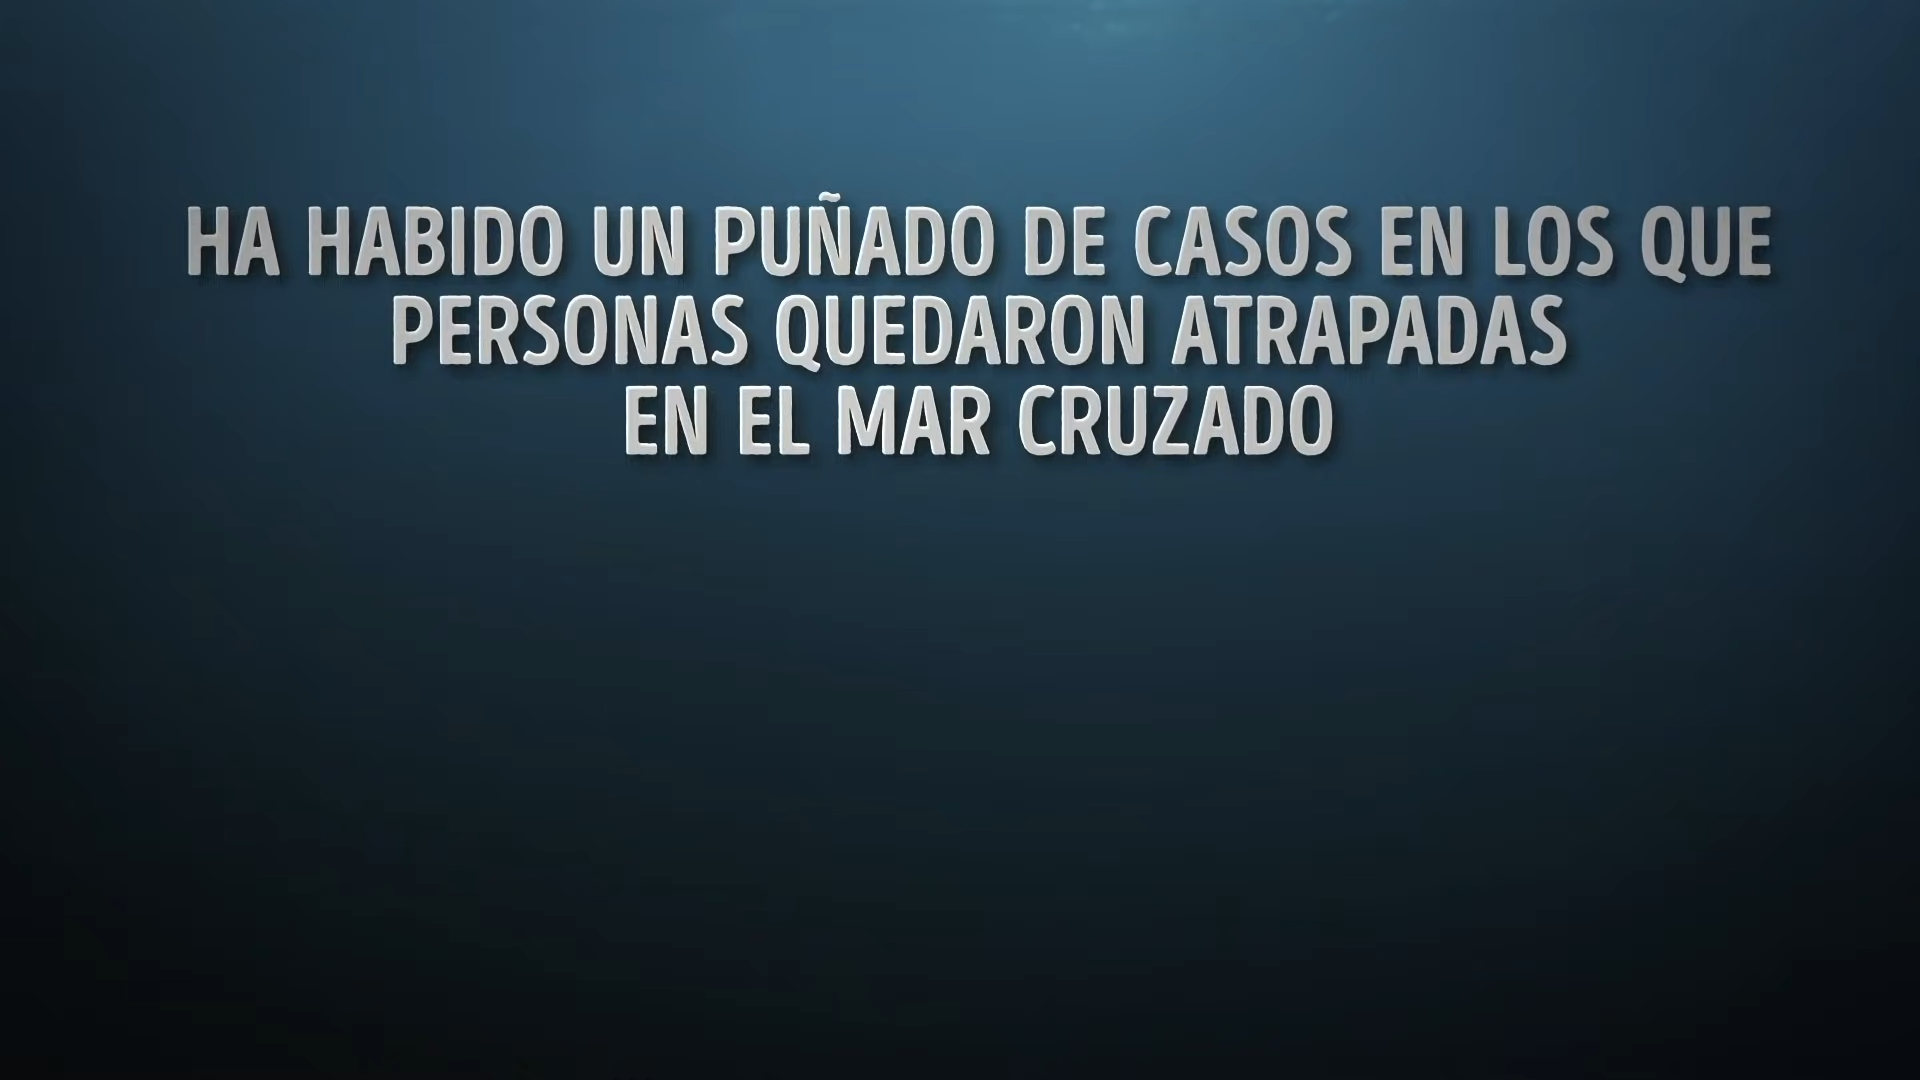 HA HABIDO UN PUÑADO DE CASOS EN LOS QUE
PERSONAS QUEDARON ATRAPADAS
EN EL MAR CRUZADO